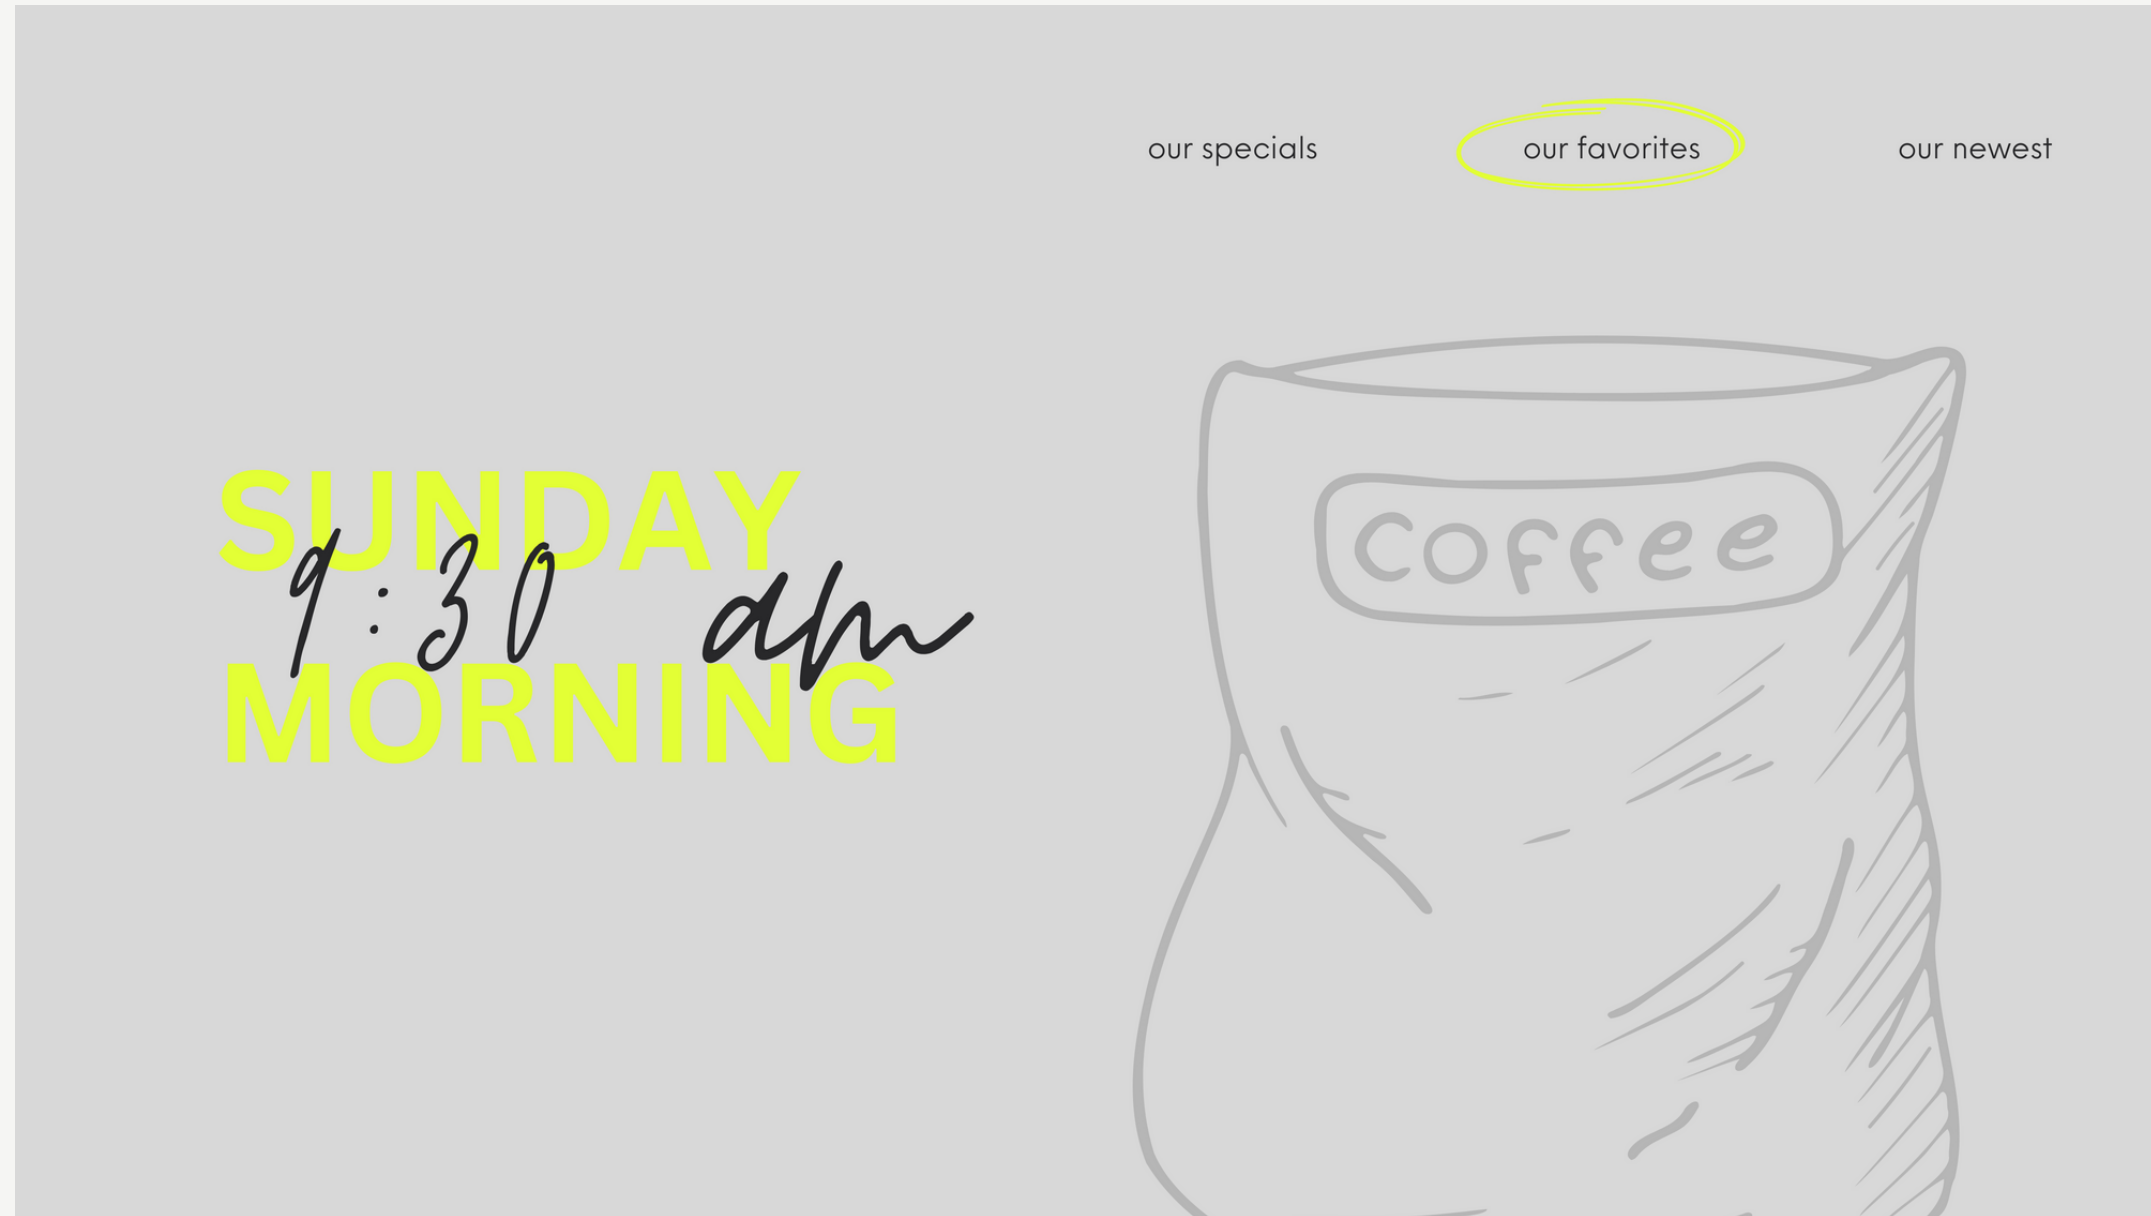 our specials
our favorites
our newest
SUNDAY
9:30 am
MORNING
coffee